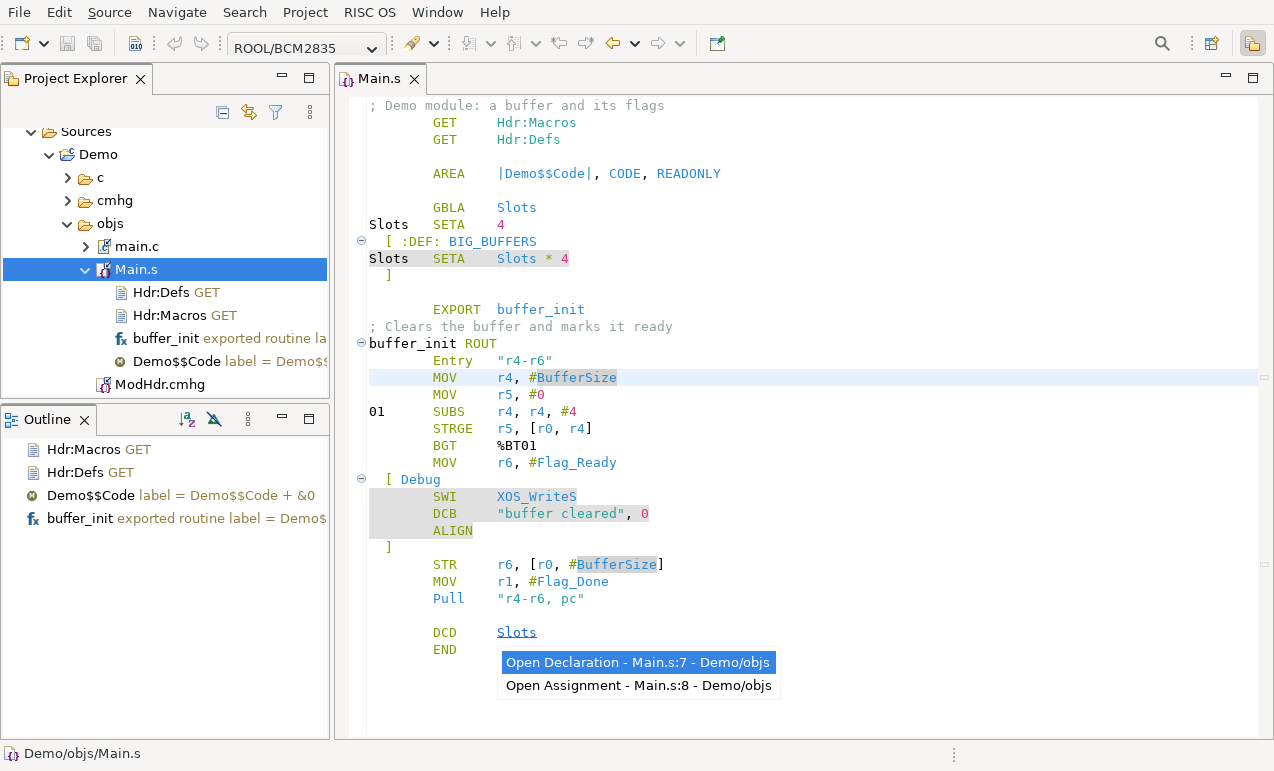 File Edit Source Navigate Search Project RISC OS Window Help
ROOL/BCM2835
Project Explorer
Sources
Demo
c
cmhg
objs
main.c
Main.s
Hdr:Defs GET
Hdr:Macros GET
buffer_init exported routine la
Demo$$Code label = Demo$$
ModHdr.cmhg
Outline
Hdr:Macros GET
Hdr:Defs GET
Demo$$Code label = Demo$$Code + &0
buffer_init exported routine label = Demo$
Main.s
; Demo module: a buffer and its flags
        GET     Hdr:Macros
        GET     Hdr:Defs
        AREA    |Demo$$Code|, CODE, READONLY
        GBLA    Slots
Slots   SETA    4
  [ :DEF: BIG_BUFFERS
Slots   SETA    Slots * 4
  ]
        EXPORT  buffer_init
; Clears the buffer and marks it ready
buffer_init ROUT
        Entry   "r4-r6"
        MOV     r4, #BufferSize
        MOV     r5, #0
01      SUBS    r4, r4, #4
        STRGE   r5, [r0, r4]
        BGT     %BT01
        MOV     r6, #Flag_Ready
  [ Debug
        SWI     XOS_WriteS
        DCB     "buffer cleared", 0
        ALIGN
  ]
        STR     r6, [r0, #BufferSize]
        MOV     r1, #Flag_Done
        Pull    "r4-r6, pc"
        DCD     Slots
        END
Open Declaration - Main.s:7 - Demo/objs
Open Assignment - Main.s:8 - Demo/objs
Demo/objs/Main.s